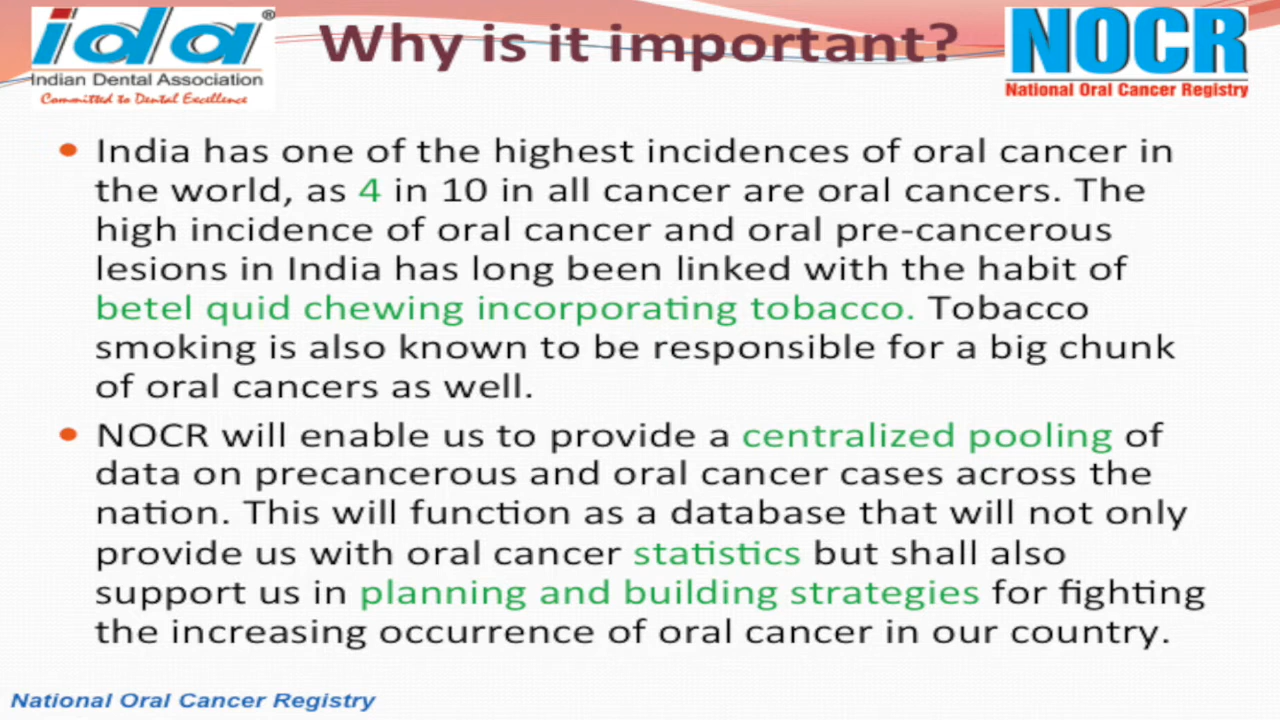 ida®
Indian Dental Association
Committed to Dental Excellence
Why is it important?
NOCR
National Oral Cancer Registry
• India has one of the highest incidences of oral cancer in
the world, as 4 in 10 in all cancer are oral cancers. The
high incidence of oral cancer and oral pre-cancerous
lesions in India has long been linked with the habit of
betel quid chewing incorporating tobacco. Tobacco
smoking is also known to be responsible for a big chunk
of oral cancers as well.
• NOCR will enable us to provide a centralized pooling of
data on precancerous and oral cancer cases across the
nation. This will function as a database that will not only
provide us with oral cancer statistics but shall also
support us in planning and building strategies for fighting
the increasing occurrence of oral cancer in our country.
National Oral Cancer Registry